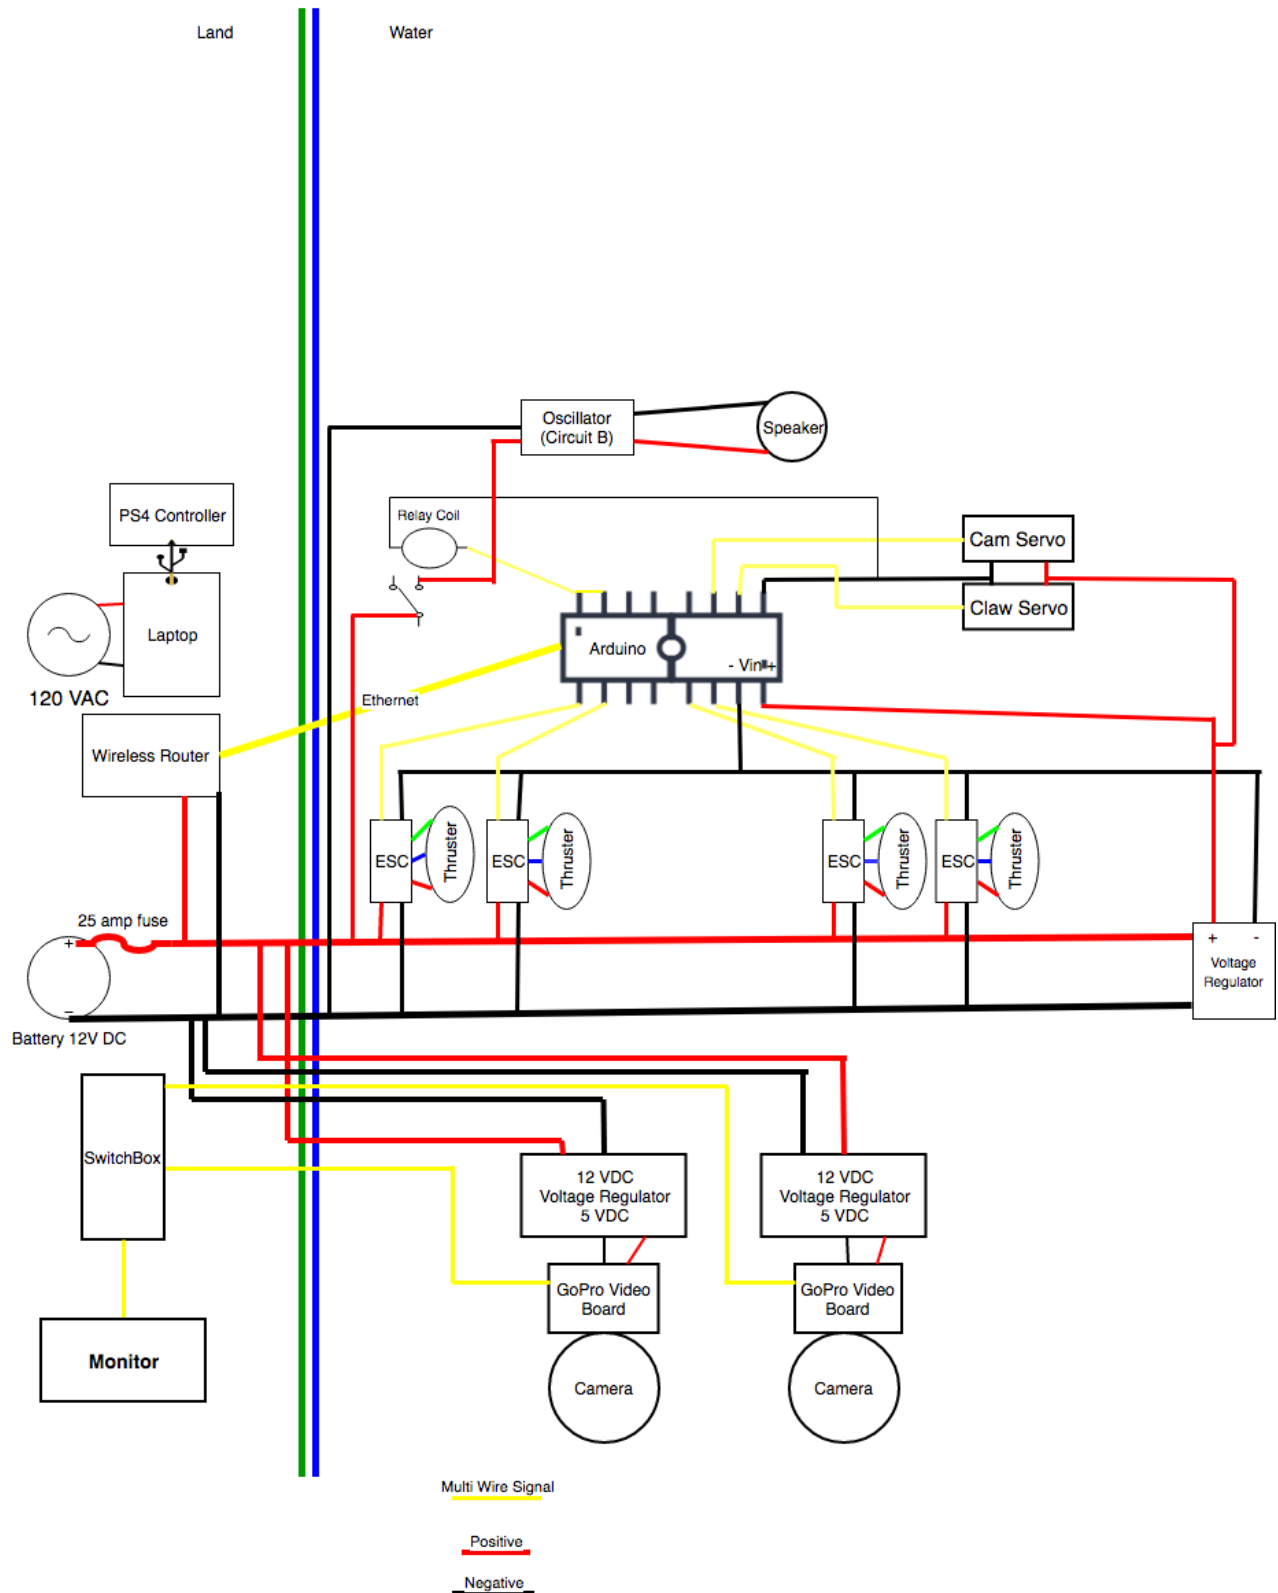 Land
Water
Oscillator
(Circuit B)
Speaker
PS4 Controller
Relay Coil
Cam Servo
Claw Servo
Laptop
Arduino
- Vin +
120 VAC
Ethernet
Wireless Router
ESC
Thruster
ESC
Thruster
ESC
Thruster
ESC
Thruster
25 amp fuse
+
−
Battery 12V DC
+ -
Voltage
Regulator
SwitchBox
12 VDC
Voltage Regulator
5 VDC
12 VDC
Voltage Regulator
5 VDC
GoPro Video
Board
GoPro Video
Board
Monitor
Camera
Camera
Multi Wire Signal
Positive
Negative